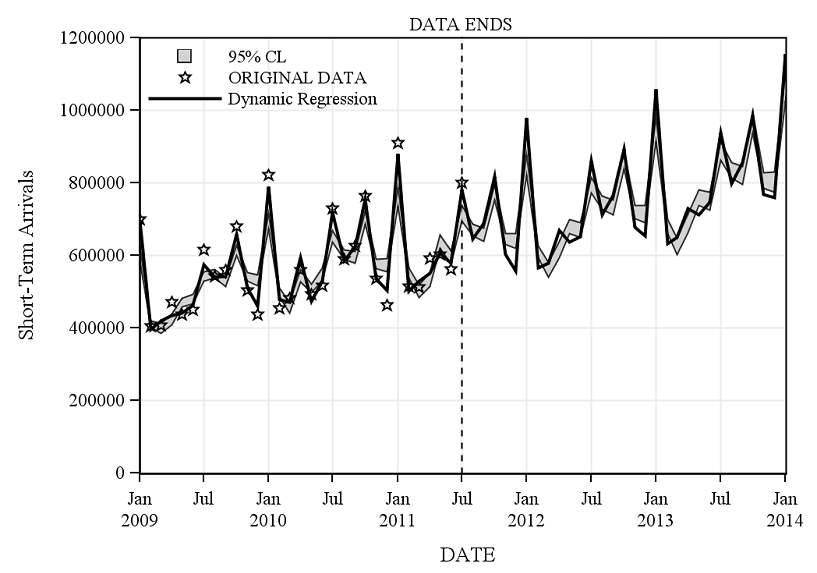 DATA ENDS
1200000
1000000
800000
600000
400000
200000
0
Short-Term Arrivals
95% CL
ORIGINAL DATA
Dynamic Regression
Jan Jul Jan Jul Jan Jul Jan Jul Jan Jul Jan
2009 2010 2011 2012 2013 2014
DATE